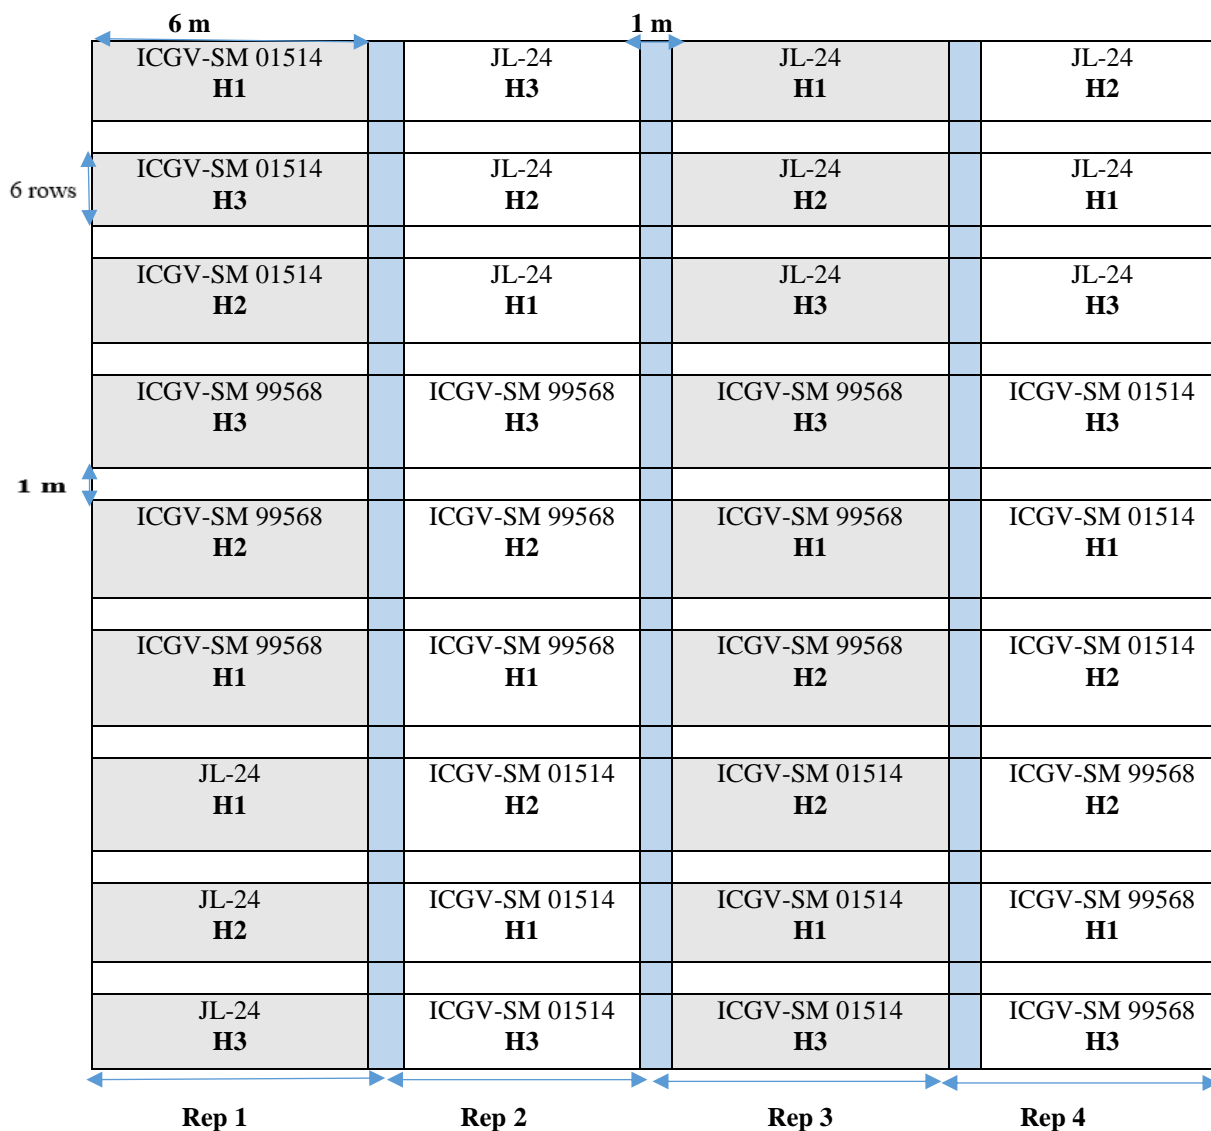 6 m
1 m
ICGV-SM 01514
H1
JL-24
H3
JL-24
H1
JL-24
H2
6 rows
ICGV-SM 01514
H3
JL-24
H2
JL-24
H2
JL-24
H1
ICGV-SM 01514
H2
JL-24
H1
JL-24
H3
JL-24
H3
ICGV-SM 99568
H3
ICGV-SM 99568
H3
ICGV-SM 99568
H3
ICGV-SM 01514
H3
1 m
ICGV-SM 99568
H2
ICGV-SM 99568
H2
ICGV-SM 99568
H1
ICGV-SM 01514
H1
ICGV-SM 99568
H1
ICGV-SM 99568
H1
ICGV-SM 99568
H2
ICGV-SM 01514
H2
JL-24
H1
ICGV-SM 01514
H2
ICGV-SM 01514
H2
ICGV-SM 99568
H2
JL-24
H2
ICGV-SM 01514
H1
ICGV-SM 01514
H1
ICGV-SM 99568
H1
JL-24
H3
ICGV-SM 01514
H3
ICGV-SM 01514
H3
ICGV-SM 99568
H3
Rep 1
Rep 2
Rep 3
Rep 4